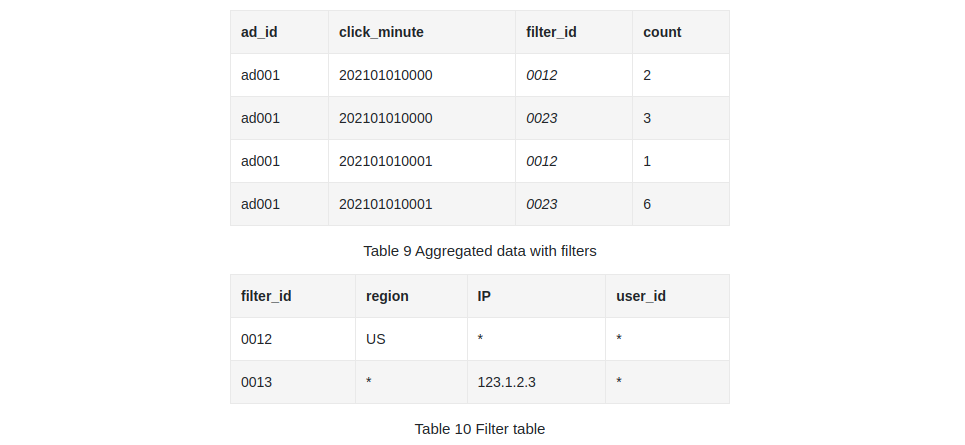 ad_id click_minute filter_id count
ad001 202101010000 0012 2
ad001 202101010000 0023 3
ad001 202101010001 0012 1
ad001 202101010001 0023 6
Table 9 Aggregated data with filters
filter_id region IP user_id
0012 US * *
0013 * 123.1.2.3 *
Table 10 Filter table